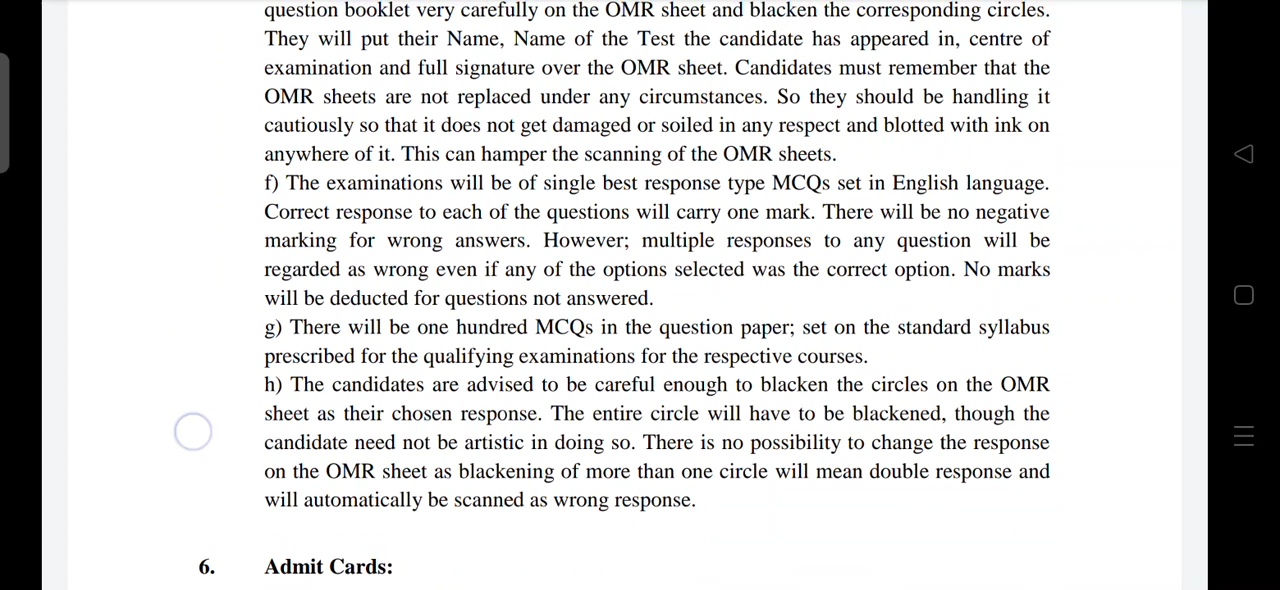 question booklet very carefully on the OMR sheet and blacken the corresponding circles.
They will put their Name, Name of the Test the candidate has appeared in, centre of
examination and full signature over the OMR sheet. Candidates must remember that the
OMR sheets are not replaced under any circumstances. So they should be handling it
cautiously so that it does not get damaged or soiled in any respect and blotted with ink on
anywhere of it. This can hamper the scanning of the OMR sheets.
f) The examinations will be of single best response type MCQs set in English language.
Correct response to each of the questions will carry one mark. There will be no negative
marking for wrong answers. However; multiple responses to any question will be
regarded as wrong even if any of the options selected was the correct option. No marks
will be deducted for questions not answered.
g) There will be one hundred MCQs in the question paper; set on the standard syllabus
prescribed for the qualifying examinations for the respective courses.
h) The candidates are advised to be careful enough to blacken the circles on the OMR
sheet as their chosen response. The entire circle will have to be blackened, though the
candidate need not be artistic in doing so. There is no possibility to change the response
on the OMR sheet as blackening of more than one circle will mean double response and
will automatically be scanned as wrong response.
6. Admit Cards: